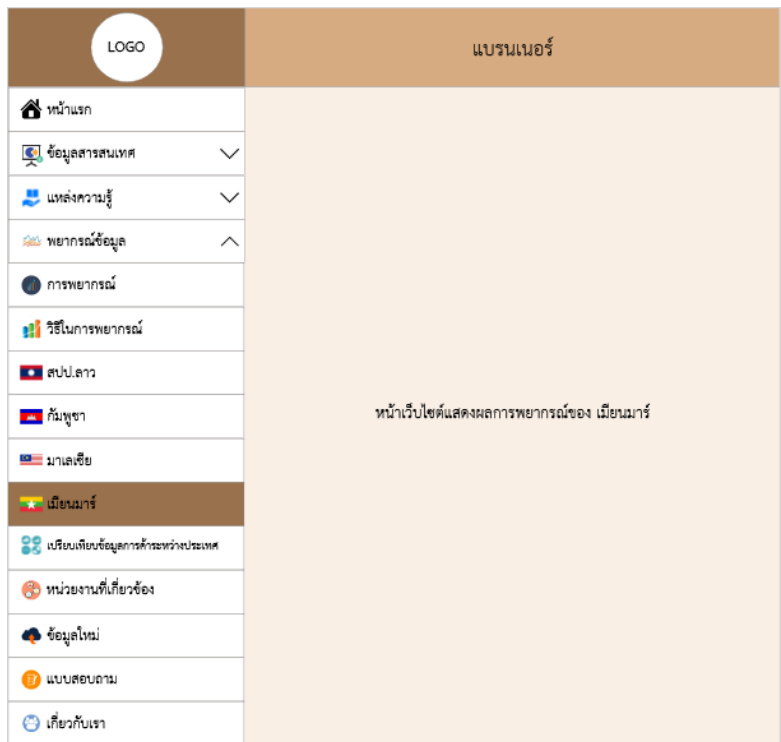 LOGO
แบรนเนอร์
หน้าแรก
ข้อมูลสารสนเทศ
แหล่งความรู้
พยากรณ์ข้อมูล
การพยากรณ์
วิธีในการพยากรณ์
สปป.ลาว
กัมพูชา
หน้าเว็บไซต์แสดงผลการพยากรณ์ของ เมียนมาร์
มาเลเซีย
เมียนมาร์
เปรียบเทียบข้อมูลการค้าระหว่างประเทศ
หน่วยงานที่เกี่ยวข้อง
ข้อมูลใหม่
แบบสอบถาม
เกี่ยวกับเรา